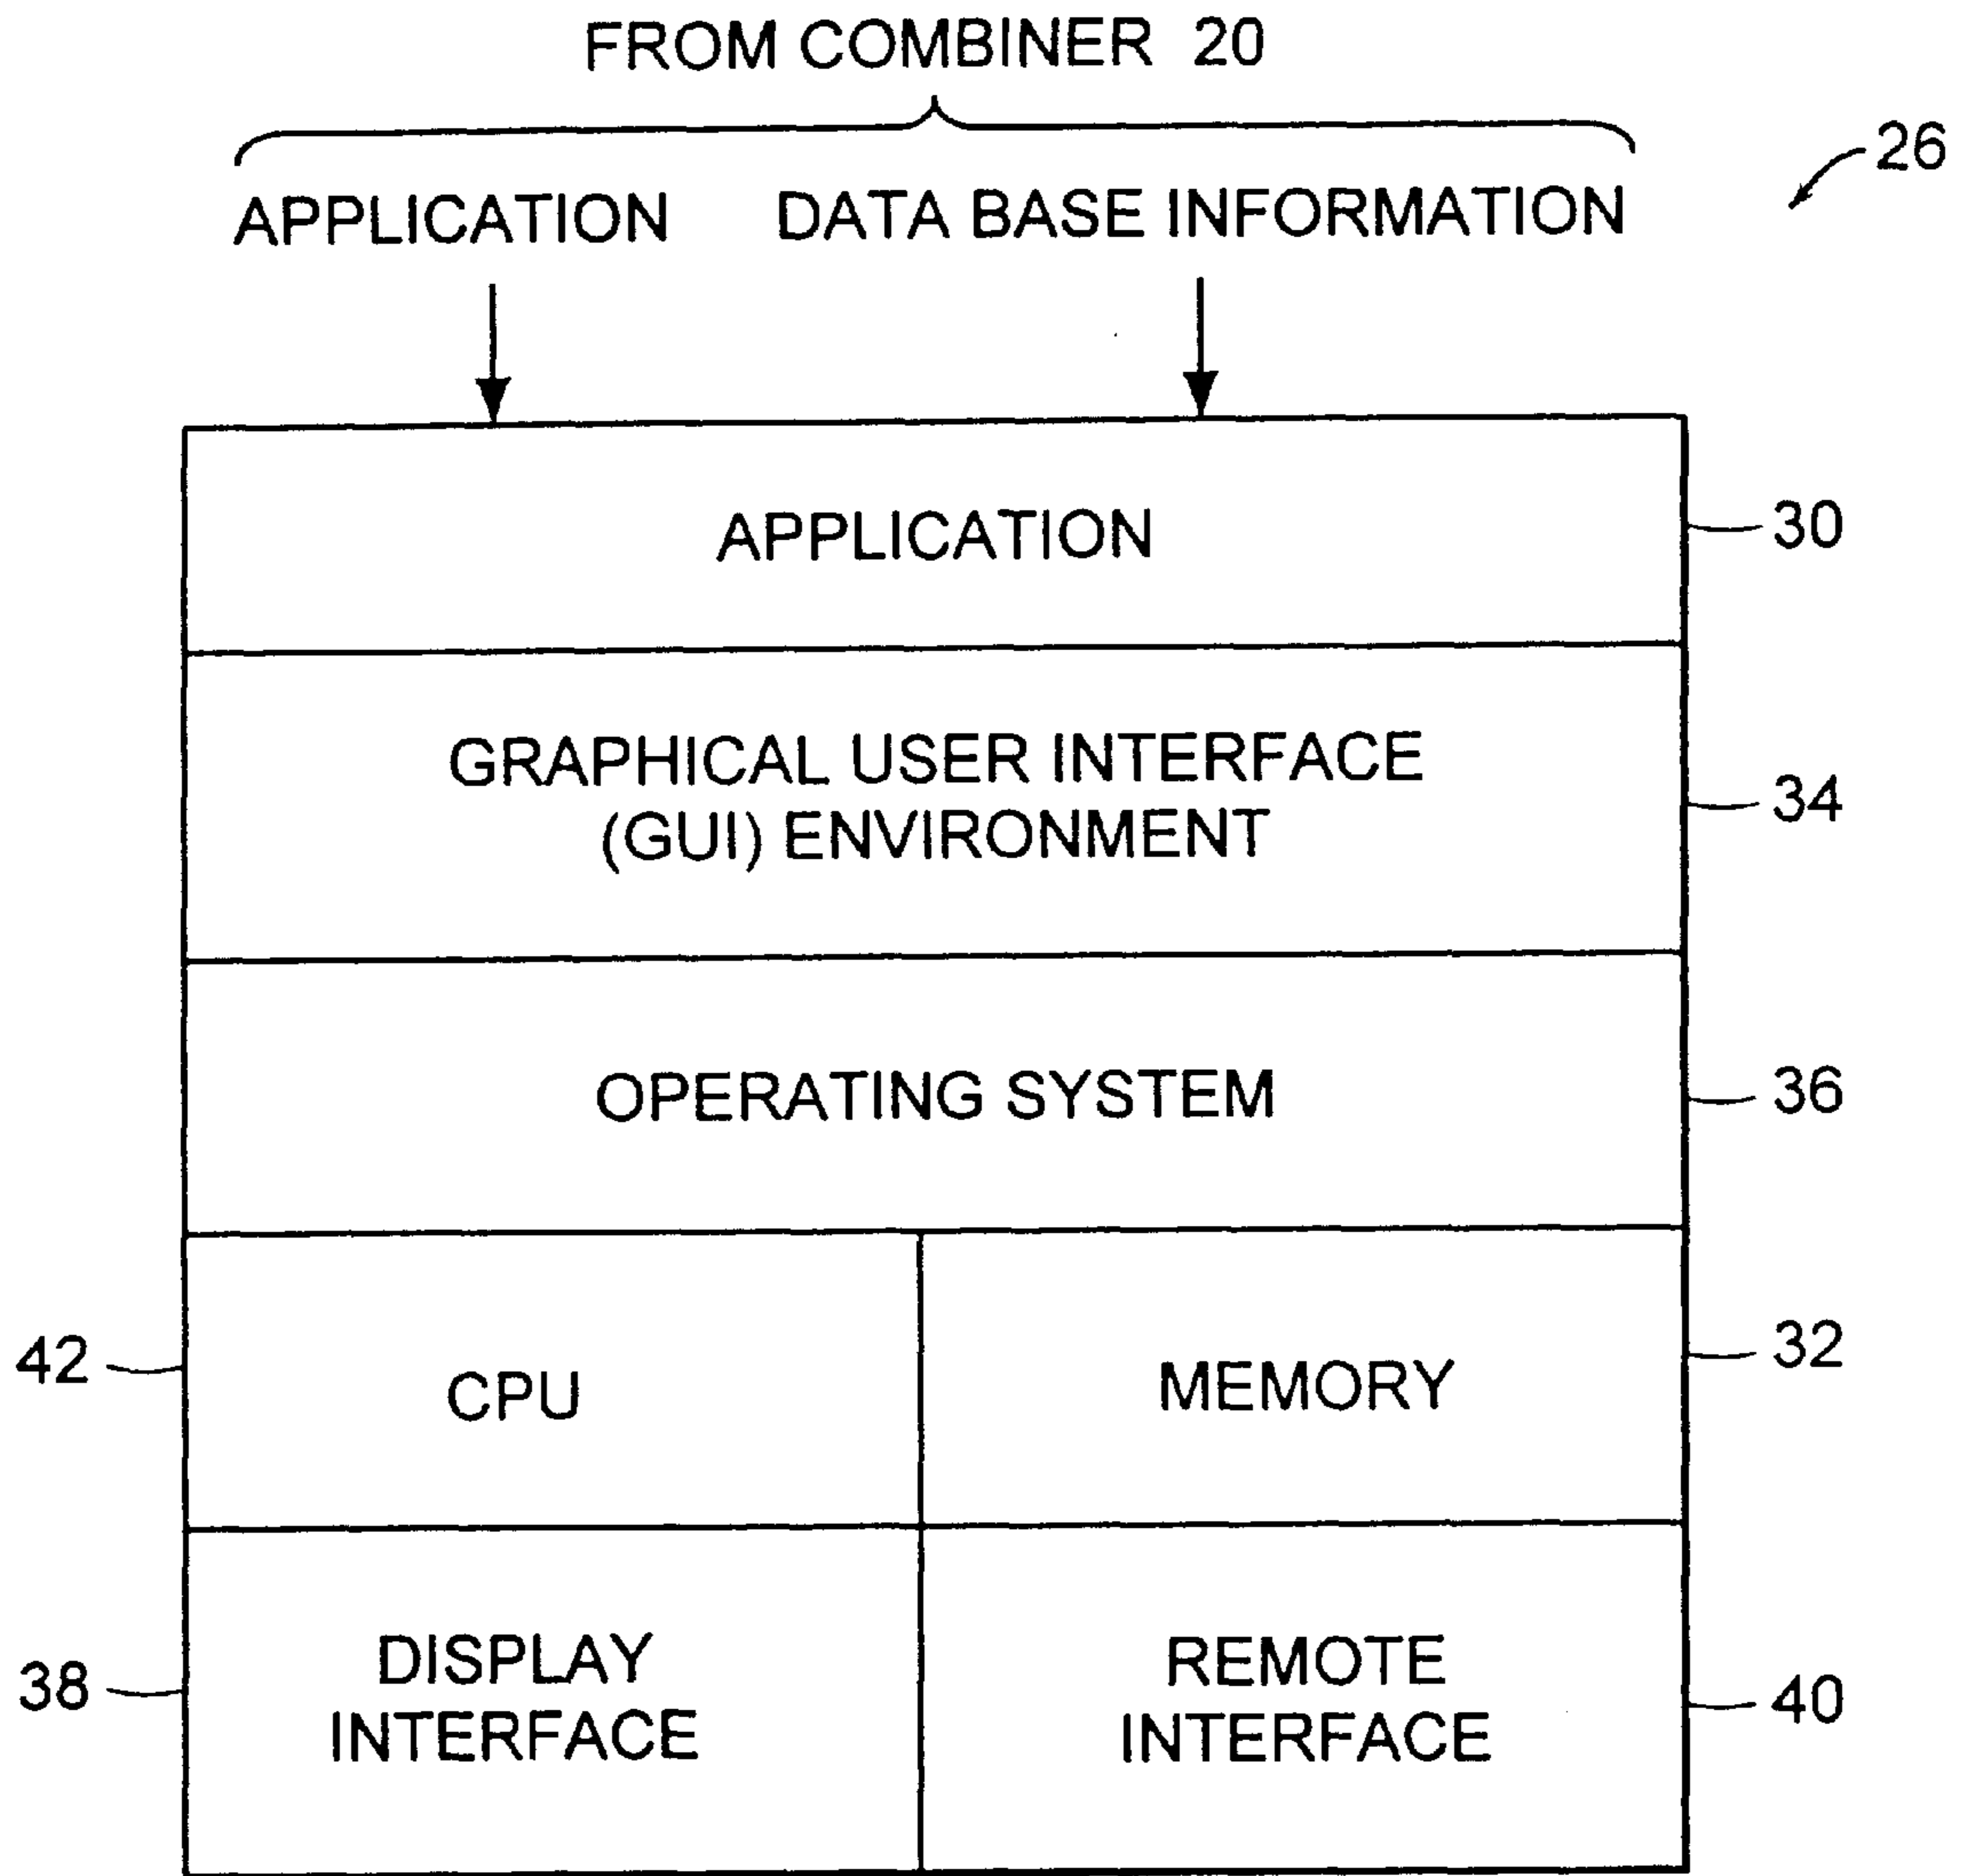 FROM COMBINER 20
26
APPLICATION DATA BASE INFORMATION
APPLICATION
30
GRAPHICAL USER INTERFACE
(GUI) ENVIRONMENT
34
OPERATING SYSTEM
36
42
CPU
MEMORY
32
38
DISPLAY
INTERFACE
REMOTE
INTERFACE
40